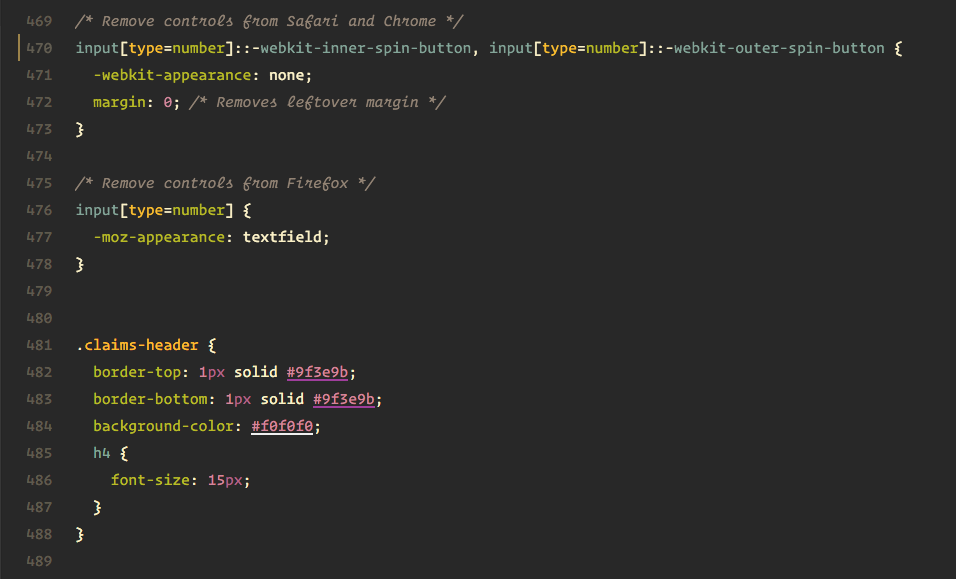 469 /* Remove controls from Safari and Chrome */
470 input[type=number]::-webkit-inner-spin-button, input[type=number]::-webkit-outer-spin-button {
471   -webkit-appearance: none;
472   margin: 0; /* Removes leftover margin */
473 }
474
475 /* Remove controls from Firefox */
476 input[type=number] {
477   -moz-appearance: textfield;
478 }
479
480
481 .claims-header {
482   border-top: 1px solid #9f3e9b;
483   border-bottom: 1px solid #9f3e9b;
484   background-color: #f0f0f0;
485   h4 {
486     font-size: 15px;
487   }
488 }
489